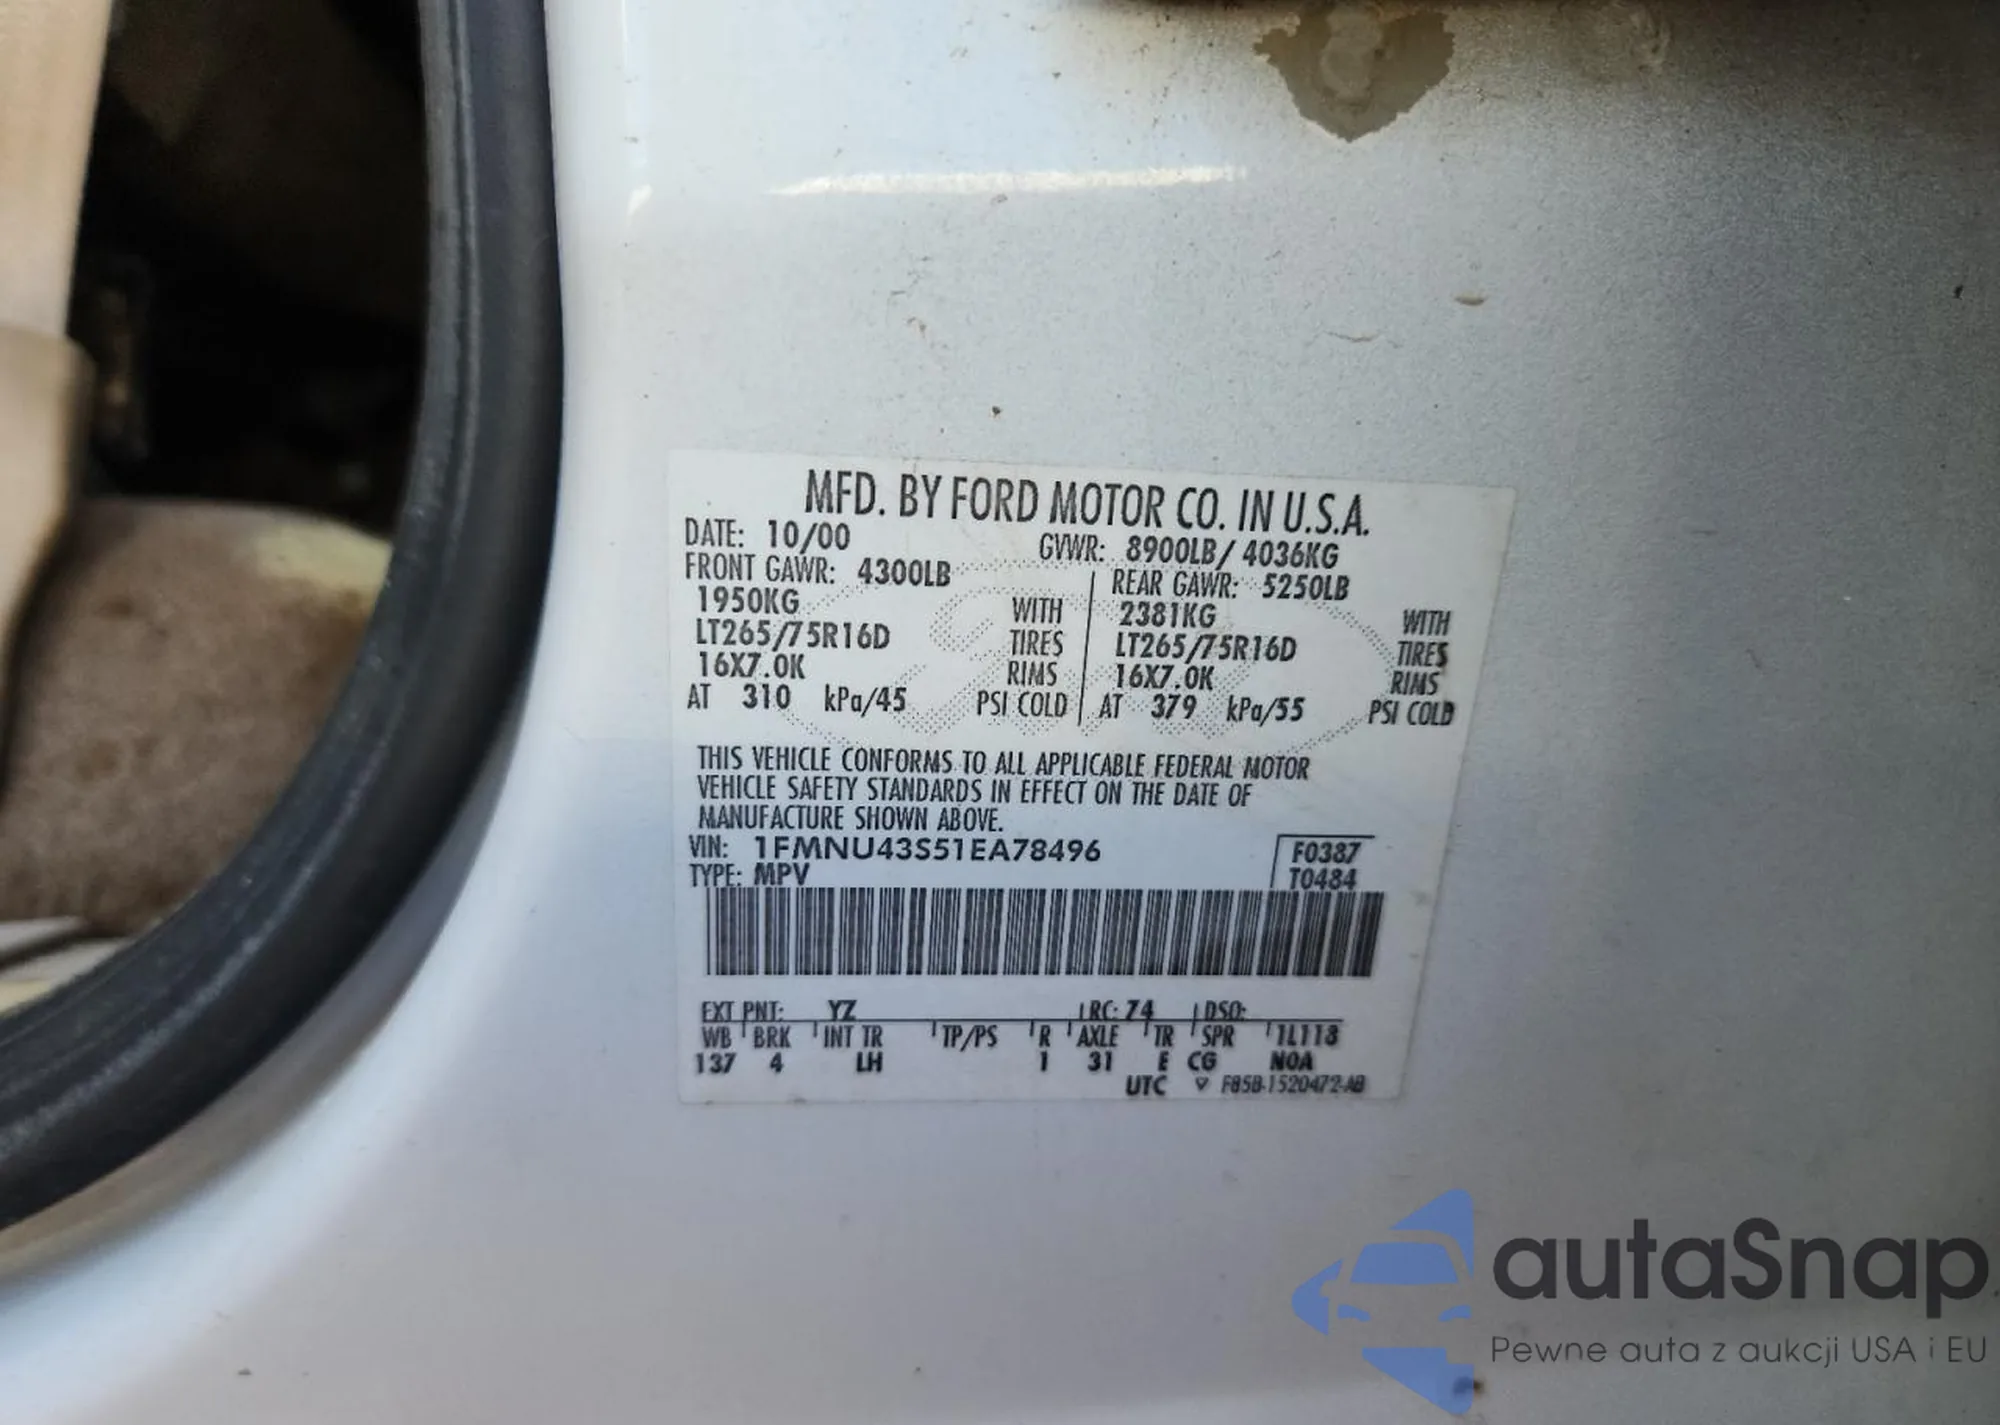 MFD. BY FORD MOTOR CO. IN U.S.A.
DATE: 10/00 GVWR: 8900LB/ 4036KG
FRONT GAWR: 4300LB REAR GAWR: 5250LB
1950KG WITH 2381KG WITH
LT265/75R16D TIRES LT265/75R16D TIRES
16X7.0K RIMS 16X7.0K RIMS
AT 310 kPa/45 PSI COLD AT 379 kPa/55 PSI COLD
THIS VEHICLE CONFORMS TO ALL APPLICABLE FEDERAL MOTOR
VEHICLE SAFETY STANDARDS IN EFFECT ON THE DATE OF
MANUFACTURE SHOWN ABOVE.
VIN: 1FMNU43S51EA78496 F0387
TYPE: MPV T0484
EXT PNT: YZ RC: 74 DSO:
WB BRK INT TR TP/PS R AXLE TR SPR 1L118
137 4 LH 1 31 E CG NOA
UTC F85B-1520472-AB
autaSnap
Pewne auta z aukcji USA i EU